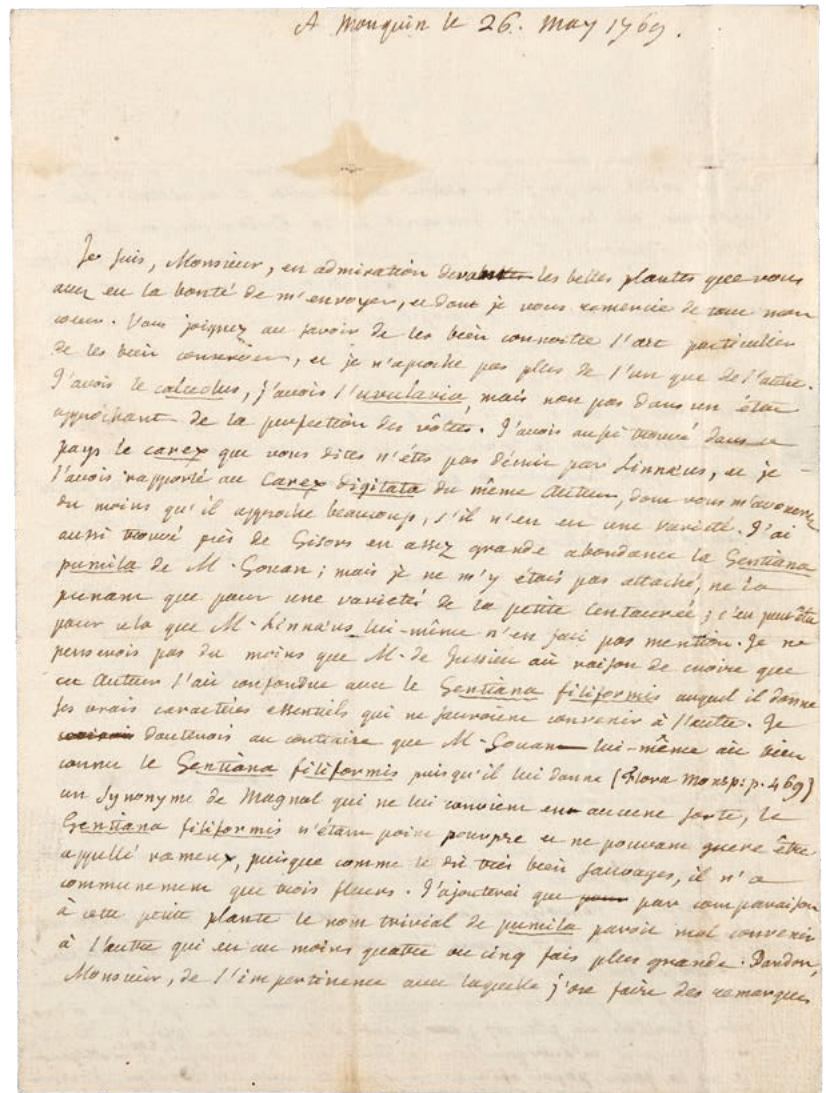 A Monquin le 26. May 1769.
Je suis, Monsieur, en admiration devant les belles plantes que vous
avez eu la bonté de m'envoyer, et dont je vous remercie de tout mon
cœur. Vous joignez au savoir de les bien connoitre l'art particulier
de les bien conserver, et je n'aproche pas plus de l'un que de l'autre.
J'avois le calceolus, j'avois l'uvularia, mais non pas dans un état
approchant de la perfection des vôtres. J'avois aussi trouvé dans ce
pays le carex que vous dites n'être pas décrit par Linnæus, et je
l'avois rapporté au Carex digitata du même Auteur, dont vous m'avouerez
du moins qu'il approche beaucoup, s'il n'en est une variété. J'ai
aussi trouvé près de Gisors en assez grande abondance la Gentiana
pumila de M. Gouan; mais je ne m'y étois pas attaché, ne la
prenant que pour une varieté de la petite Centaurée; c'est peut-être
pour cela que M. Linnæus lui-même n'en fait pas mention. Je ne
penserois pas du moins que M. de Jussieu ait raison de croire que
cet Auteur l'ait confondue avec le Gentiana filiformis auquel il donne
ses vrais caractères essentiels qui ne sauroient convenir à l'autre. Je
douterois au contraire que M. Gouan lui-même ait bien
connu le Gentiana filiformis puisqu'il lui donne (Flora monsp: p. 469)
un Synonyme de Magnol qui ne lui convient en aucune sorte, le
Gentiana filiformis n'étant point pourpre et ne pouvant guere être
appellé rameux, puisque comme le dit très bien Sauvages, il n'a
communement que trois fleurs. J'ajouterai que par comparaison
à cette petite plante le nom trivial de pumila paroit mal convenir
à l'autre qui est au moins quatre ou cinq fois plus grande. Pardon,
Monsieur, de l'impertinence avec laquelle j'ose faire des remarques